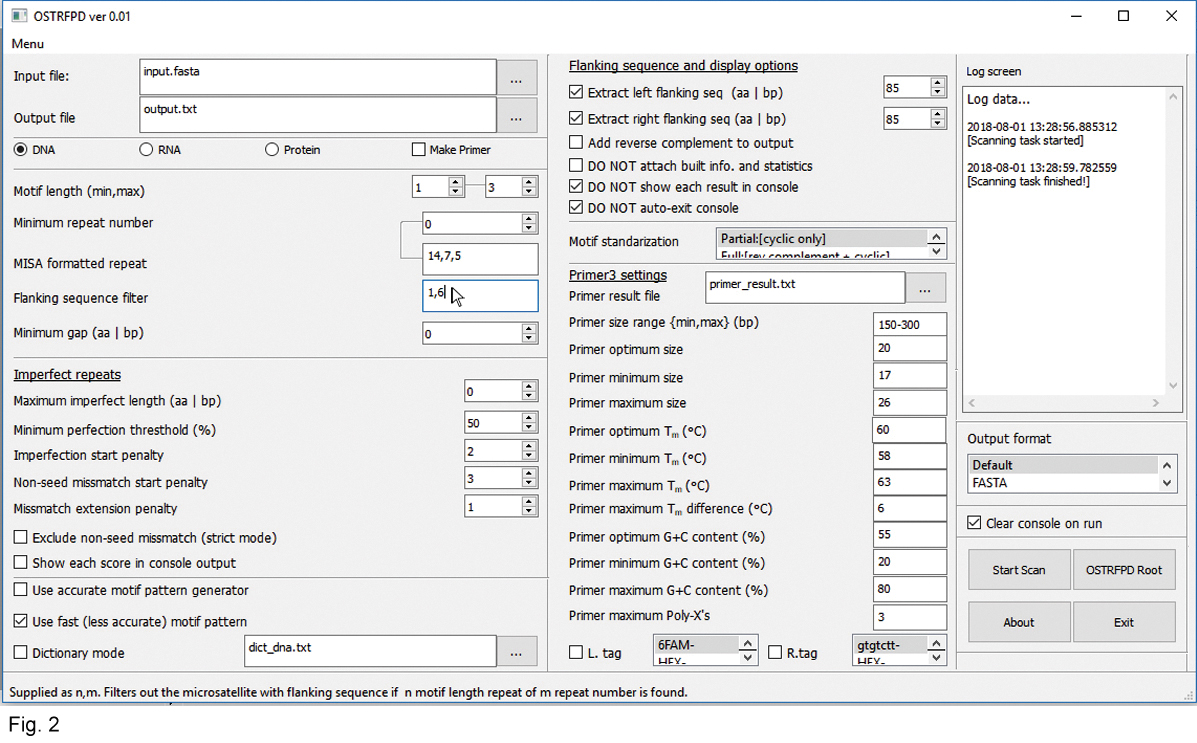 OSTRFPD ver 0.01
Menu
Input file:
input.fasta
...
Output file
output.txt
...
DNA
RNA
Protein
Make Primer
Motif length (min,max)
1
3
Minimum repeat number
0
MISA formatted repeat
14,7,5
Flanking sequence filter
1,6
Minimum gap (aa | bp)
0
Imperfect repeats
Maximum imperfect length (aa | bp)
0
Minimum perfection thresthold (%)
50
Imperfection start penalty
2
Non-seed missmatch start penalty
3
Missmatch extension penalty
1
Exclude non-seed missmatch (strict mode)
Show each score in console output
Use accurate motif pattern generator
Use fast (less accurate) motif pattern
Dictionary mode
dict_dna.txt
...
Flanking sequence and display options
Extract left flanking seq (aa | bp)
85
Extract right flanking seq (aa | bp)
85
Add reverse complement to output
DO NOT attach built info. and statistics
DO NOT show each result in console
DO NOT auto-exit console
Motif standarization
Partial:[cyclic only]
Full:[rev complement + cyclic]
Primer3 settings
Primer result file
primer_result.txt
...
Primer size range {min,max} (bp)
150-300
Primer optimum size
20
Primer minimum size
17
Primer maximum size
26
Primer optimum Tm (°C)
60
Primer minimum Tm (°C)
58
Primer maximum Tm (°C)
63
Primer maximum Tm difference (°C)
6
Primer optimum G+C content (%)
55
Primer minimum G+C content (%)
20
Primer maximum G+C content (%)
80
Primer maximum Poly-X's
3
L. tag
6FAM-
HEX-
R.tag
gtgtctt-
HEX-
Log screen
Log data...
2018-08-01 13:28:56.885312
[Scanning task started]
2018-08-01 13:28:59.782559
[Scanning task finished!]
Output format
Default
FASTA
Clear console on run
Start Scan
OSTRFPD Root
About
Exit
Supplied as n,m. Filters out the microsatellite with flanking sequence if n motif length repeat of m repeat number is found.
Fig. 2